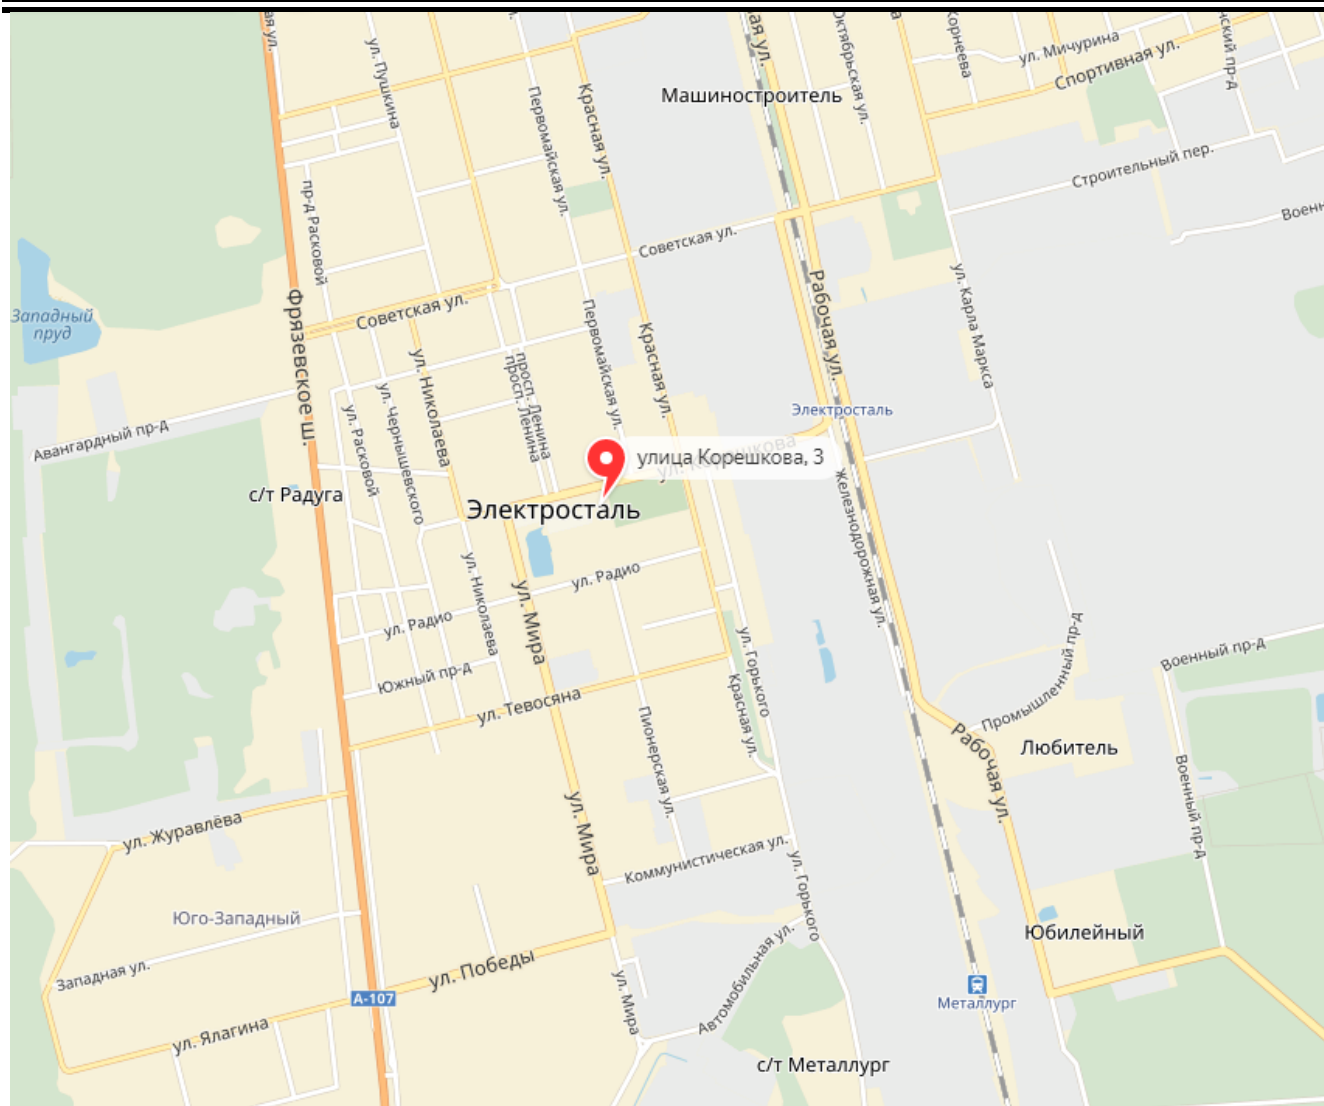 ул. Пушкина
Октябрьская ул.
Корнеева
ул. Мичурина
Спортивная ул.
Машиностроитель
Первомайская ул.
Красная ул.
Строительный пер.
пр-д Расковой
Советская ул.
Западный
пруд
Фрязевское ш.
Советская ул.
Первомайская ул.
Красная ул.
Рабочая ул.
ул. Карла Маркса
ул. Николаева
просп. Ленина
просп. Ленина
ул. Чернышевского
ул. Расковой
Авангардный пр-д
Электросталь
улица Корешкова, 3
с/т Радуга
Электросталь
Железнодорожная ул.
ул. Николаева
ул. Радио
ул. Мира
ул. Радио
Южный пр-д
ул. Тевосяна
ул. Горького
Красная ул.
Пионерская ул.
Промышленный пр-д
Военный пр-д
Рабочая ул.
Любитель
Военный пр-д
ул. Журавлёва
ул. Мира
Коммунистическая ул.
ул. Горького
Юго-Западный
Юбилейный
Западная ул.
ул. Победы
Автомобильная ул.
А-107
ул. Мира
Металлург
ул. Ялагина
с/т Металлург